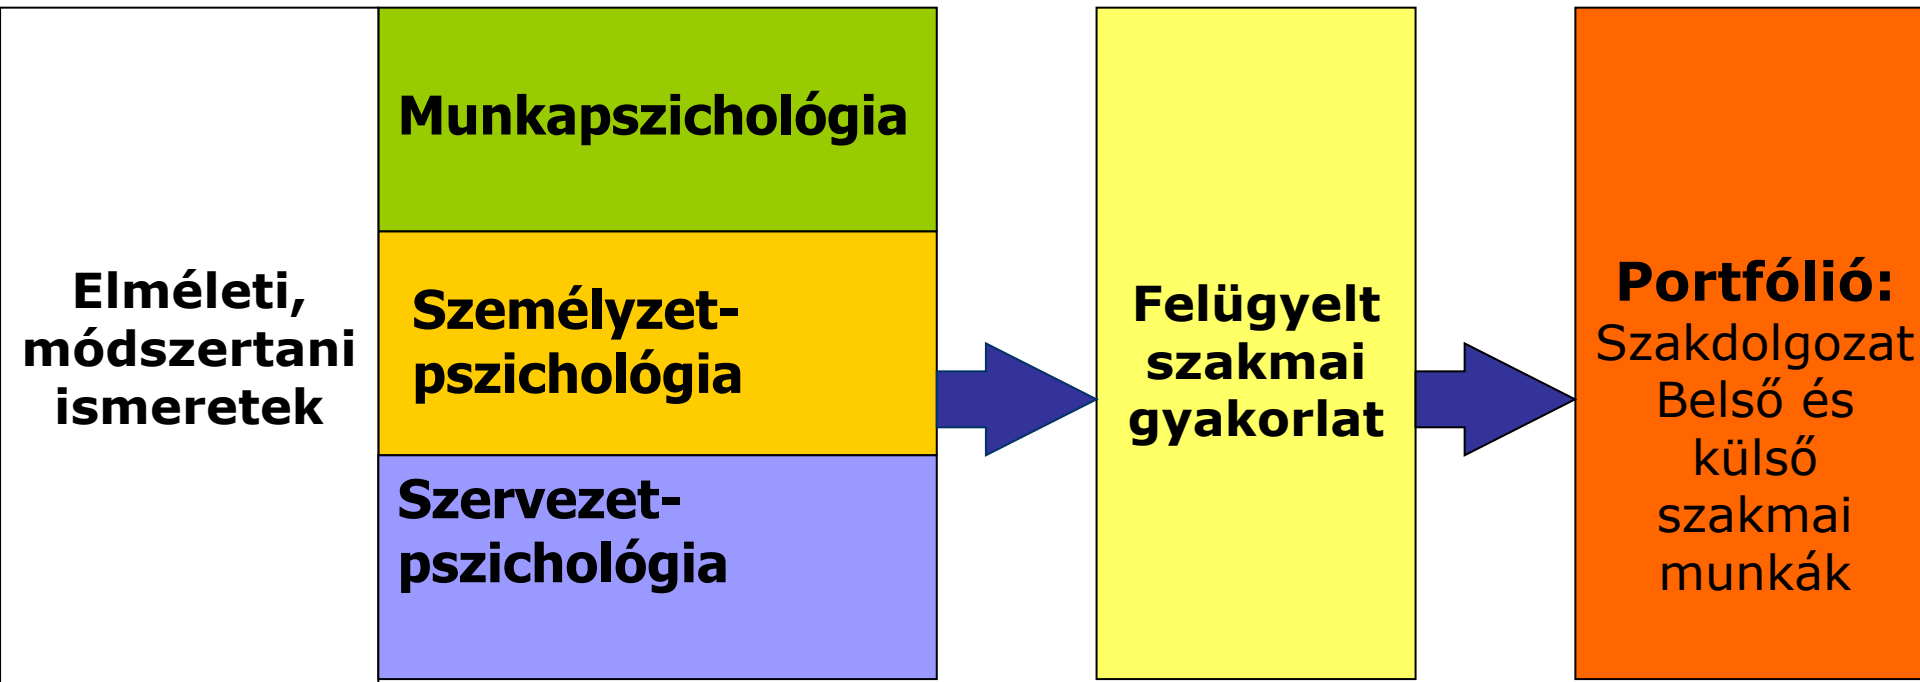 Elméleti,
módszertani
ismeretek
Munkapszichológia
Személyzet-
pszichológia
Szervezet-
pszichológia
Felügyelt
szakmai
gyakorlat
Portfólió:
Szakdolgozat
Belső és
külső
szakmai
munkák